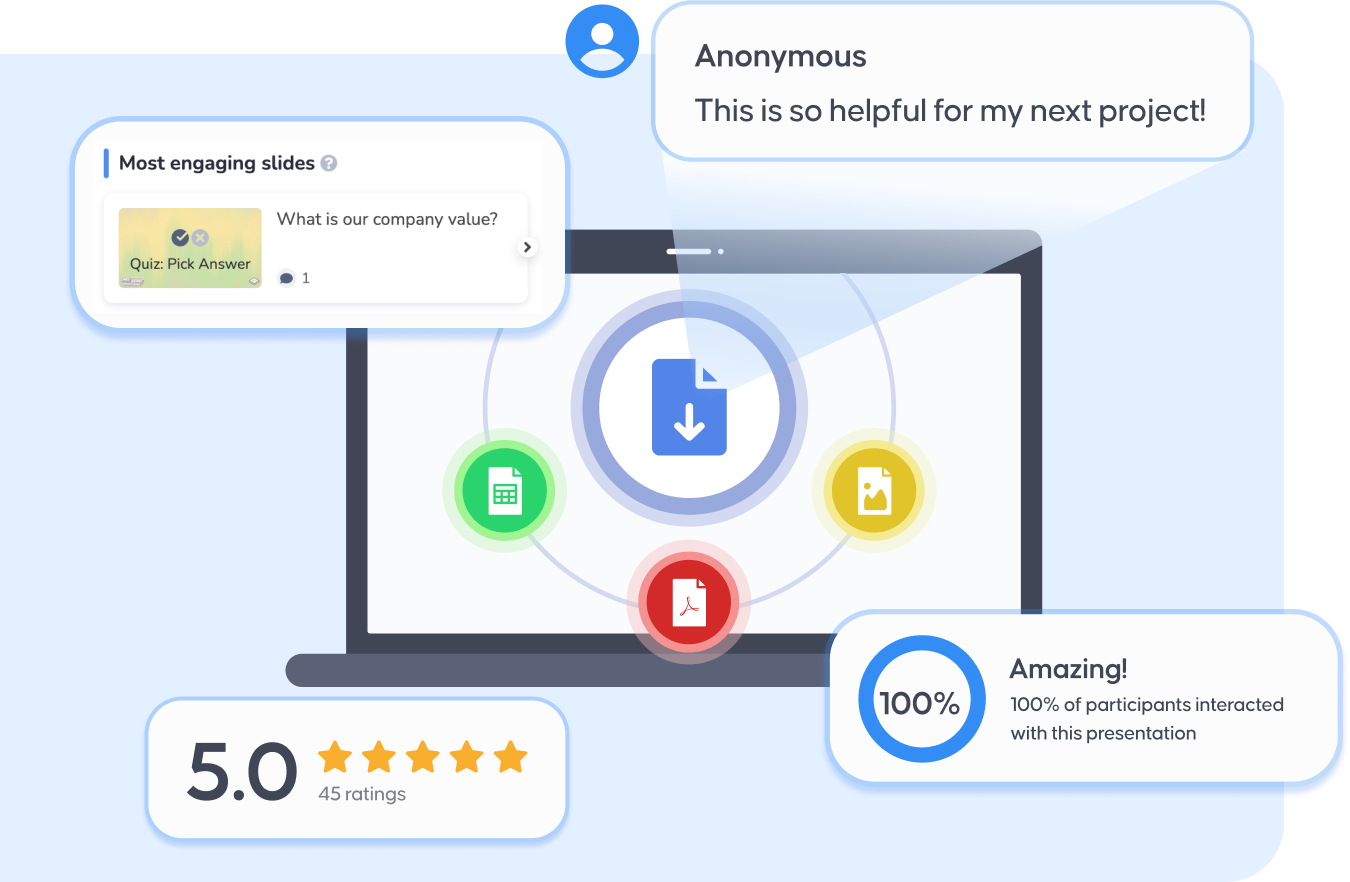 Anonymous
This is so helpful for my next project!
Most engaging slides ?
What is our company value?
Quiz: Pick Answer
1
100%
Amazing!
100% of participants interacted
with this presentation
5.0
45 ratings